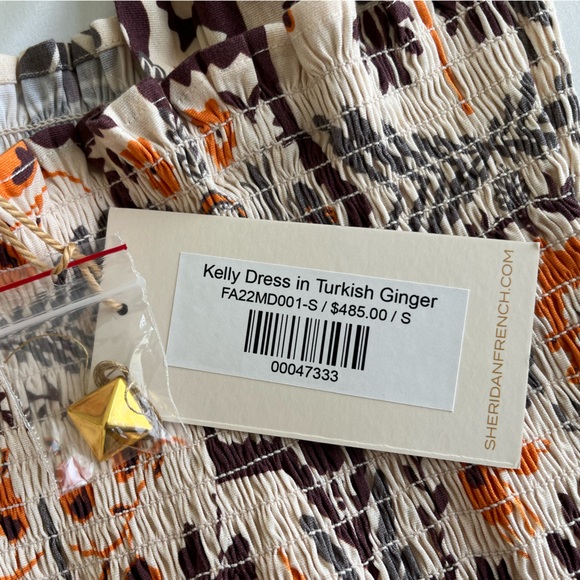 Kelly Dress in Turkish Ginger
FA22MD001-S / $485.00 / S
00047333
SHERIDANFRENCH.COM